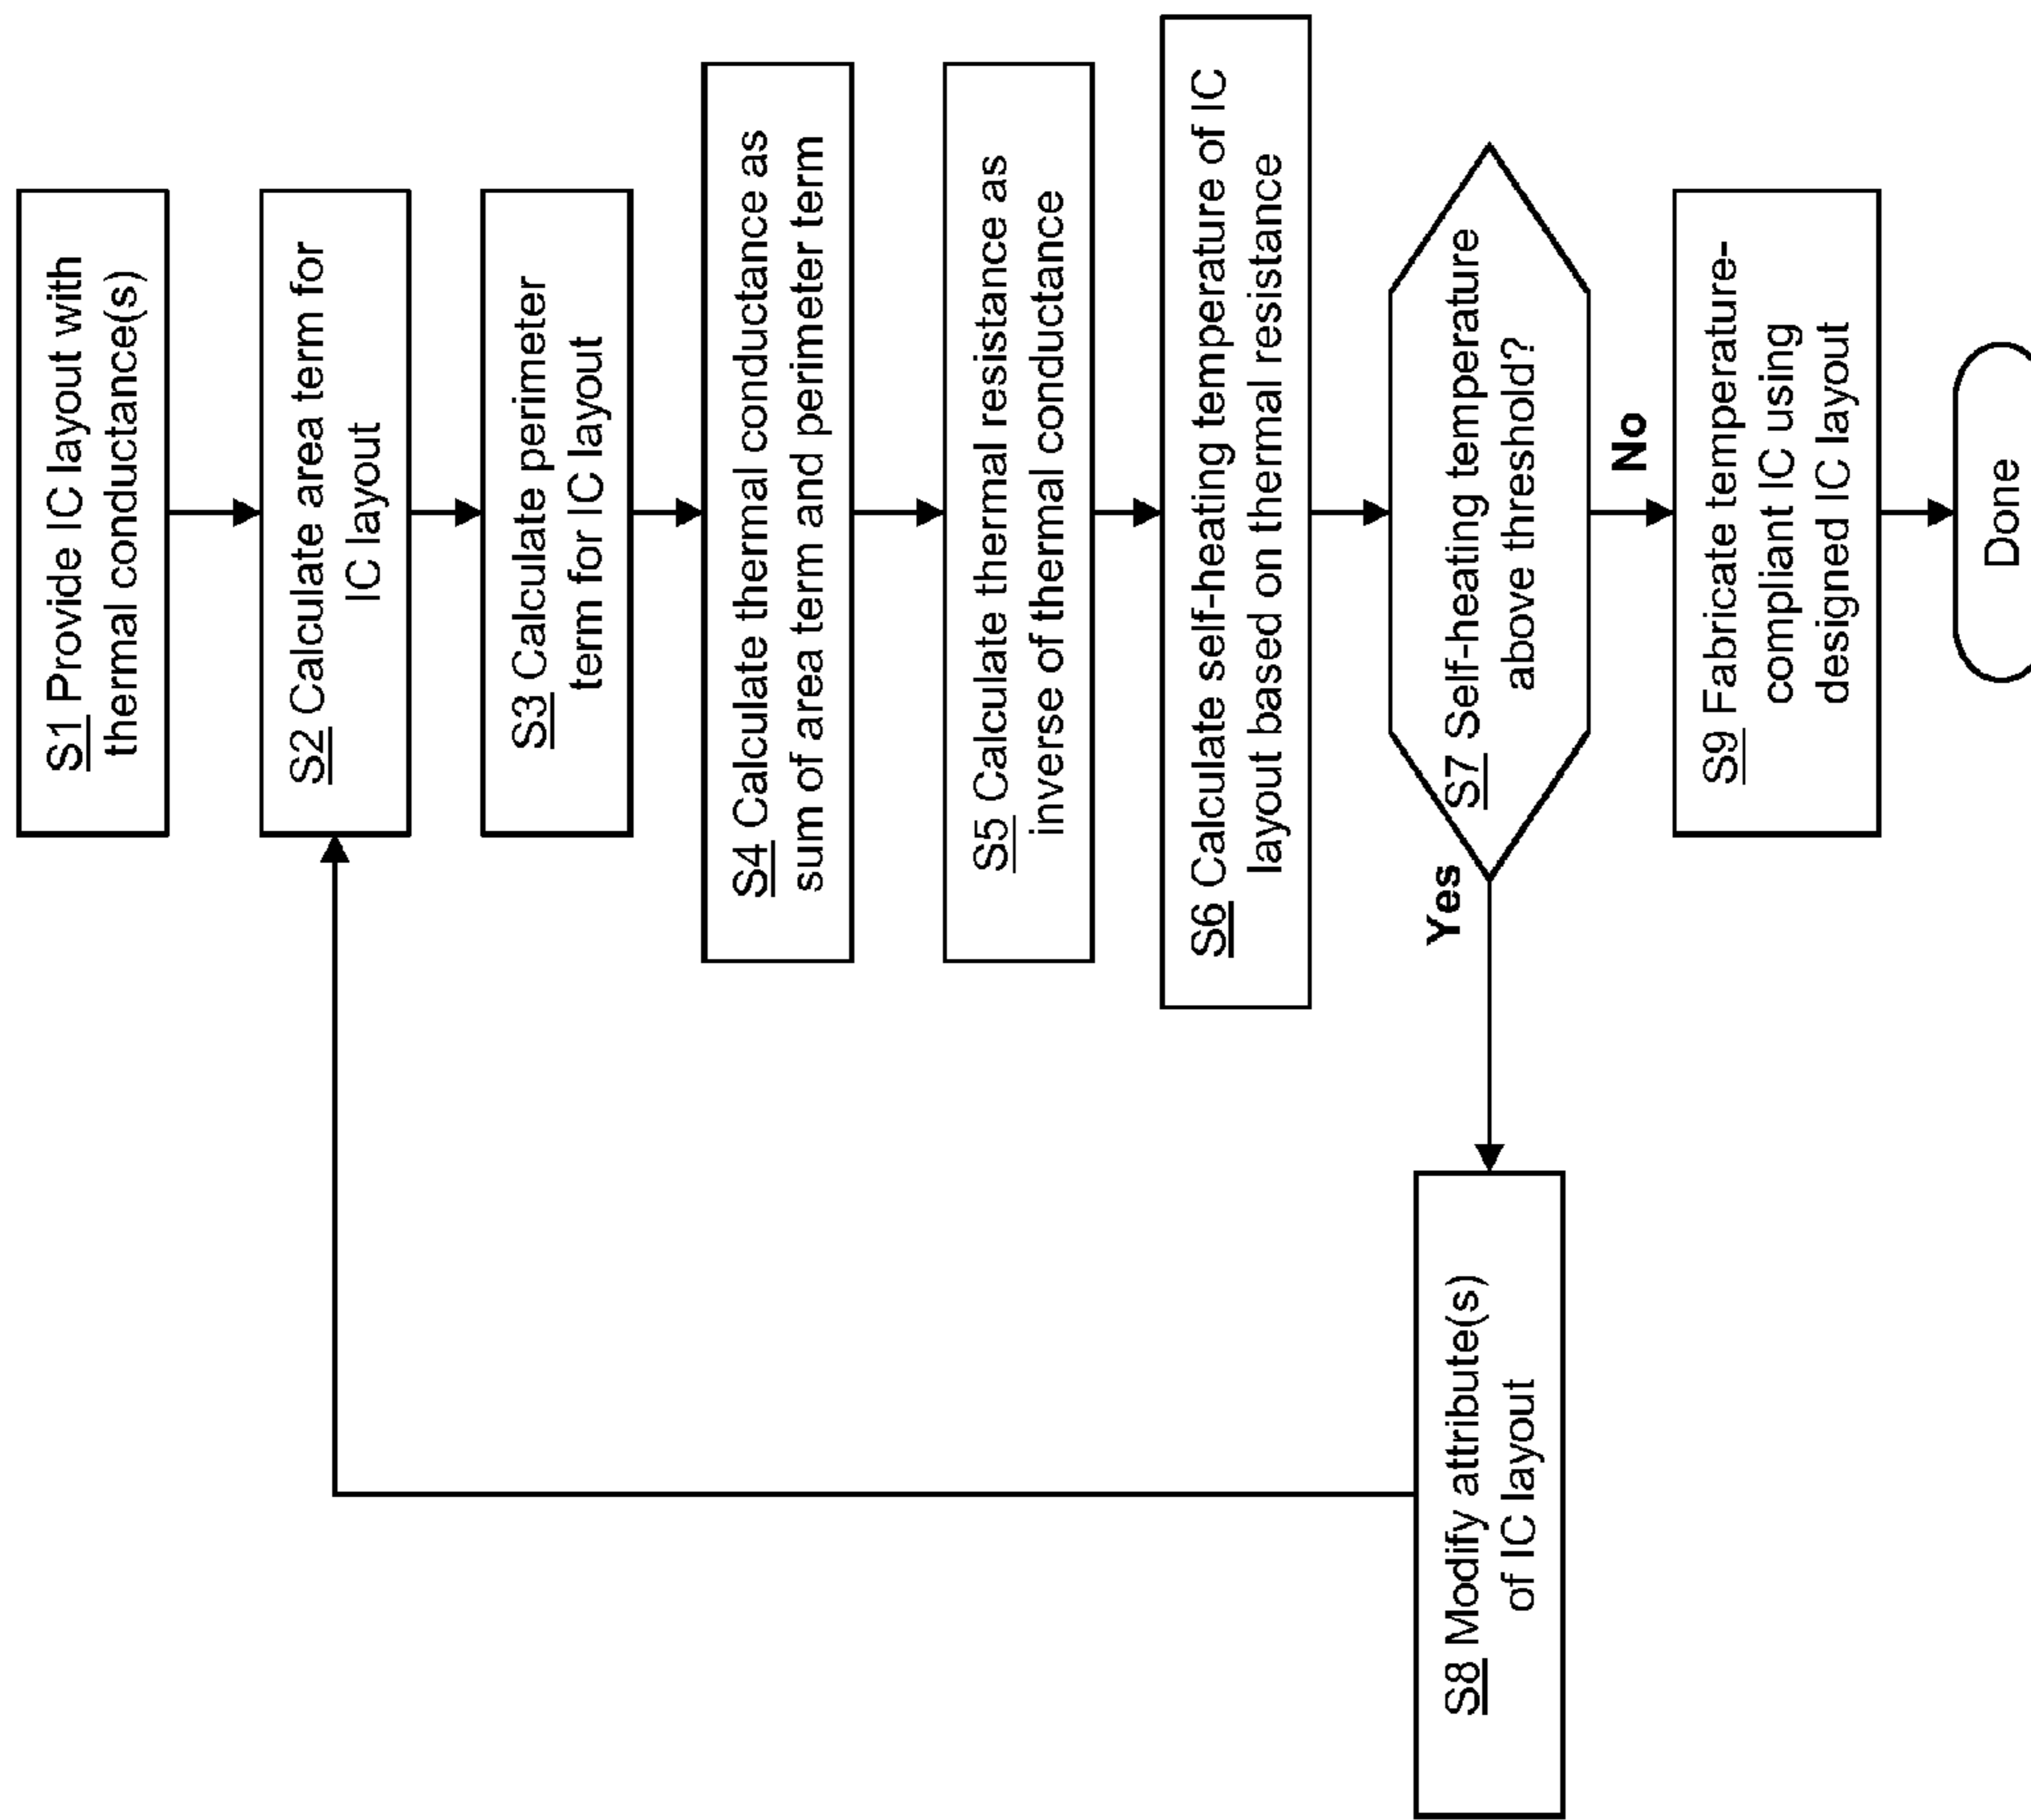 S1 Provide IC layout with
thermal conductance(s)
S2 Calculate area term for
IC layout
S3 Calculate perimeter
term for IC layout
S4 Calculate thermal conductance as
sum of area term and perimeter term
S5 Calculate thermal resistance as
inverse of thermal conductance
S6 Calculate self-heating temperature of IC
layout based on thermal resistance
S7 Self-heating temperature
above threshold?
Yes
No
S8 Modify attribute(s)
of IC layout
S9 Fabricate temperature-
compliant IC using
designed IC layout
Done